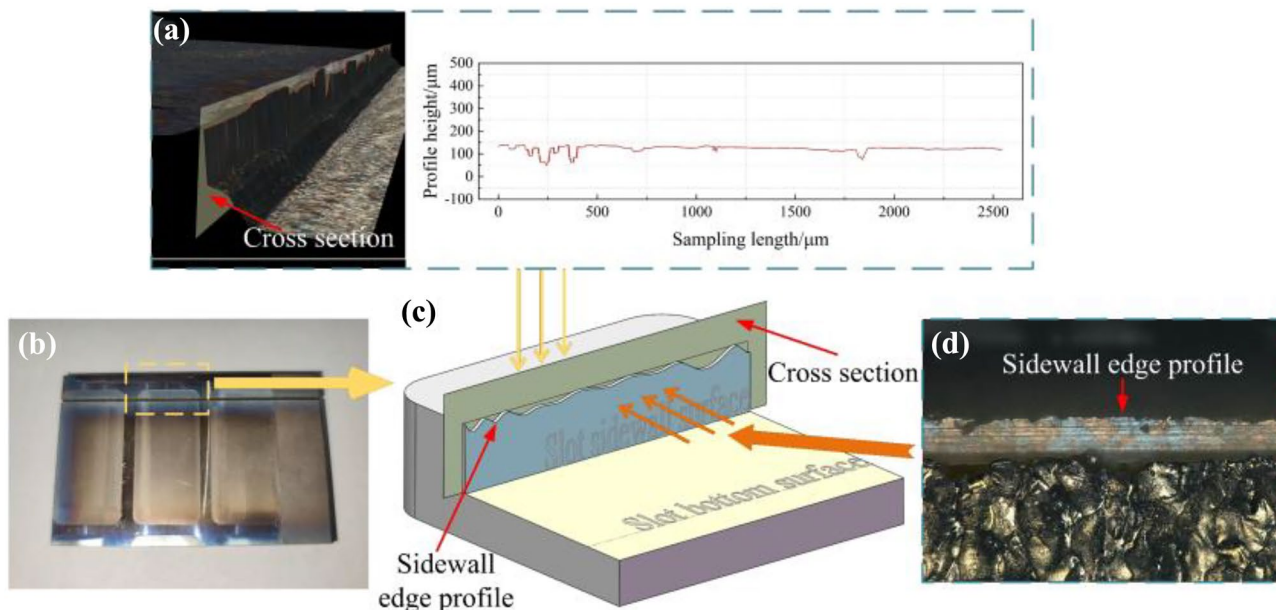 (a)
Cross section
500
400
300
200
100
0
-100
Profile height/μm
0 500 1000 1500 2000 2500
Sampling length/μm
(b)
(c)
Cross section
Slot sidewall surface
Slot bottom surface
Sidewall
edge profile
(d)
Sidewall edge profile